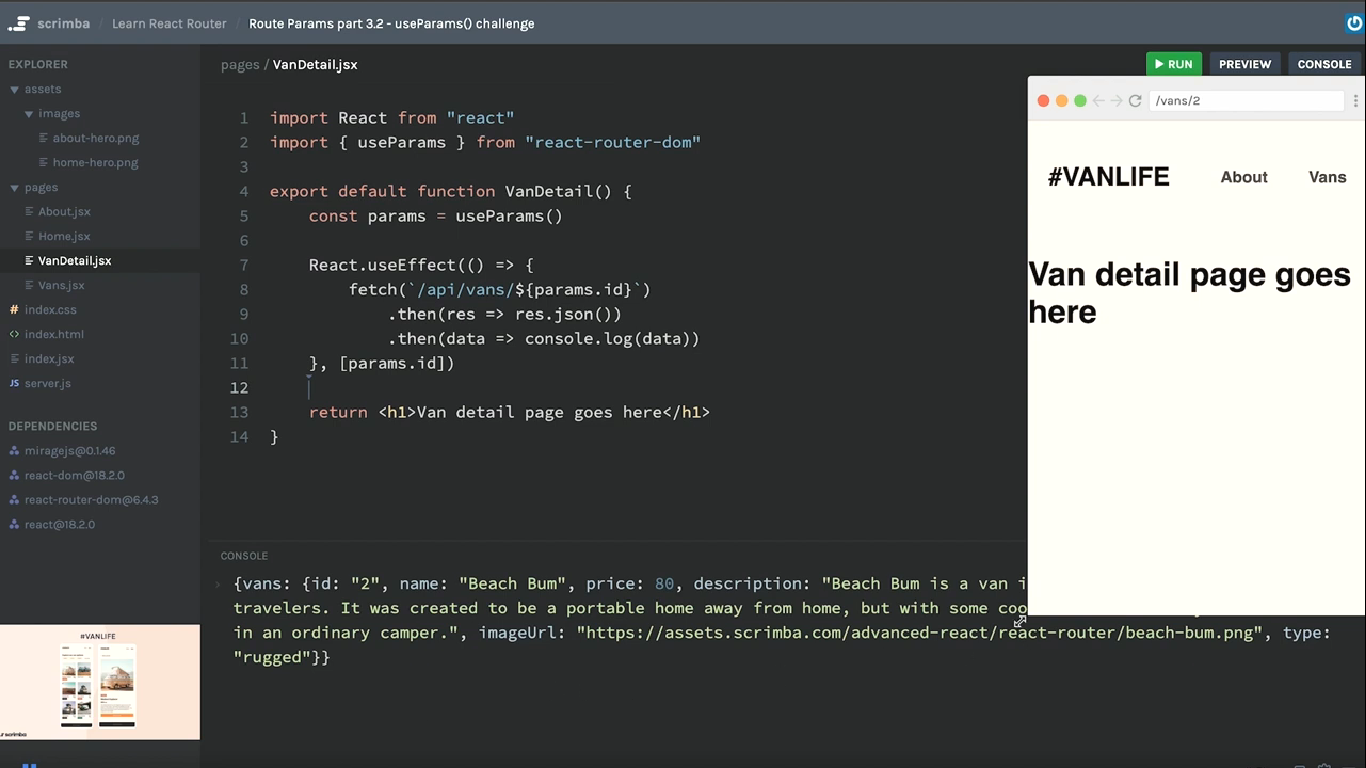 scrimba / Learn React Router / Route Params part 3.2 - useParams() challenge
EXPLORER
assets
images
about-hero.png
home-hero.png
pages
About.jsx
Home.jsx
VanDetail.jsx
Vans.jsx
# index.css
<> index.html
index.jsx
JS server.js
DEPENDENCIES
miragejs@0.1.46
react-dom@18.2.0
react-router-dom@6.4.3
react@18.2.0
#VANLIFE
scrimba
pages / VanDetail.jsx
RUN PREVIEW CONSOLE
1 import React from "react"
2 import { useParams } from "react-router-dom"
3
4 export default function VanDetail() {
5     const params = useParams()
6
7     React.useEffect(() => {
8         fetch(`/api/vans/${params.id}`)
9             .then(res => res.json())
10             .then(data => console.log(data))
11     }, [params.id])
12
13     return <h1>Van detail page goes here</h1>
14 }
/vans/2
#VANLIFE About Vans
Van detail page goes
here
CONSOLE
{vans: {id: "2", name: "Beach Bum", price: 80, description: "Beach Bum is a van
travelers. It was created to be a portable home away from home, but with some
in an ordinary camper.", imageUrl: "https://assets.scrimba.com/advanced-react/react-router/beach-bum.png", type:
"rugged"}}